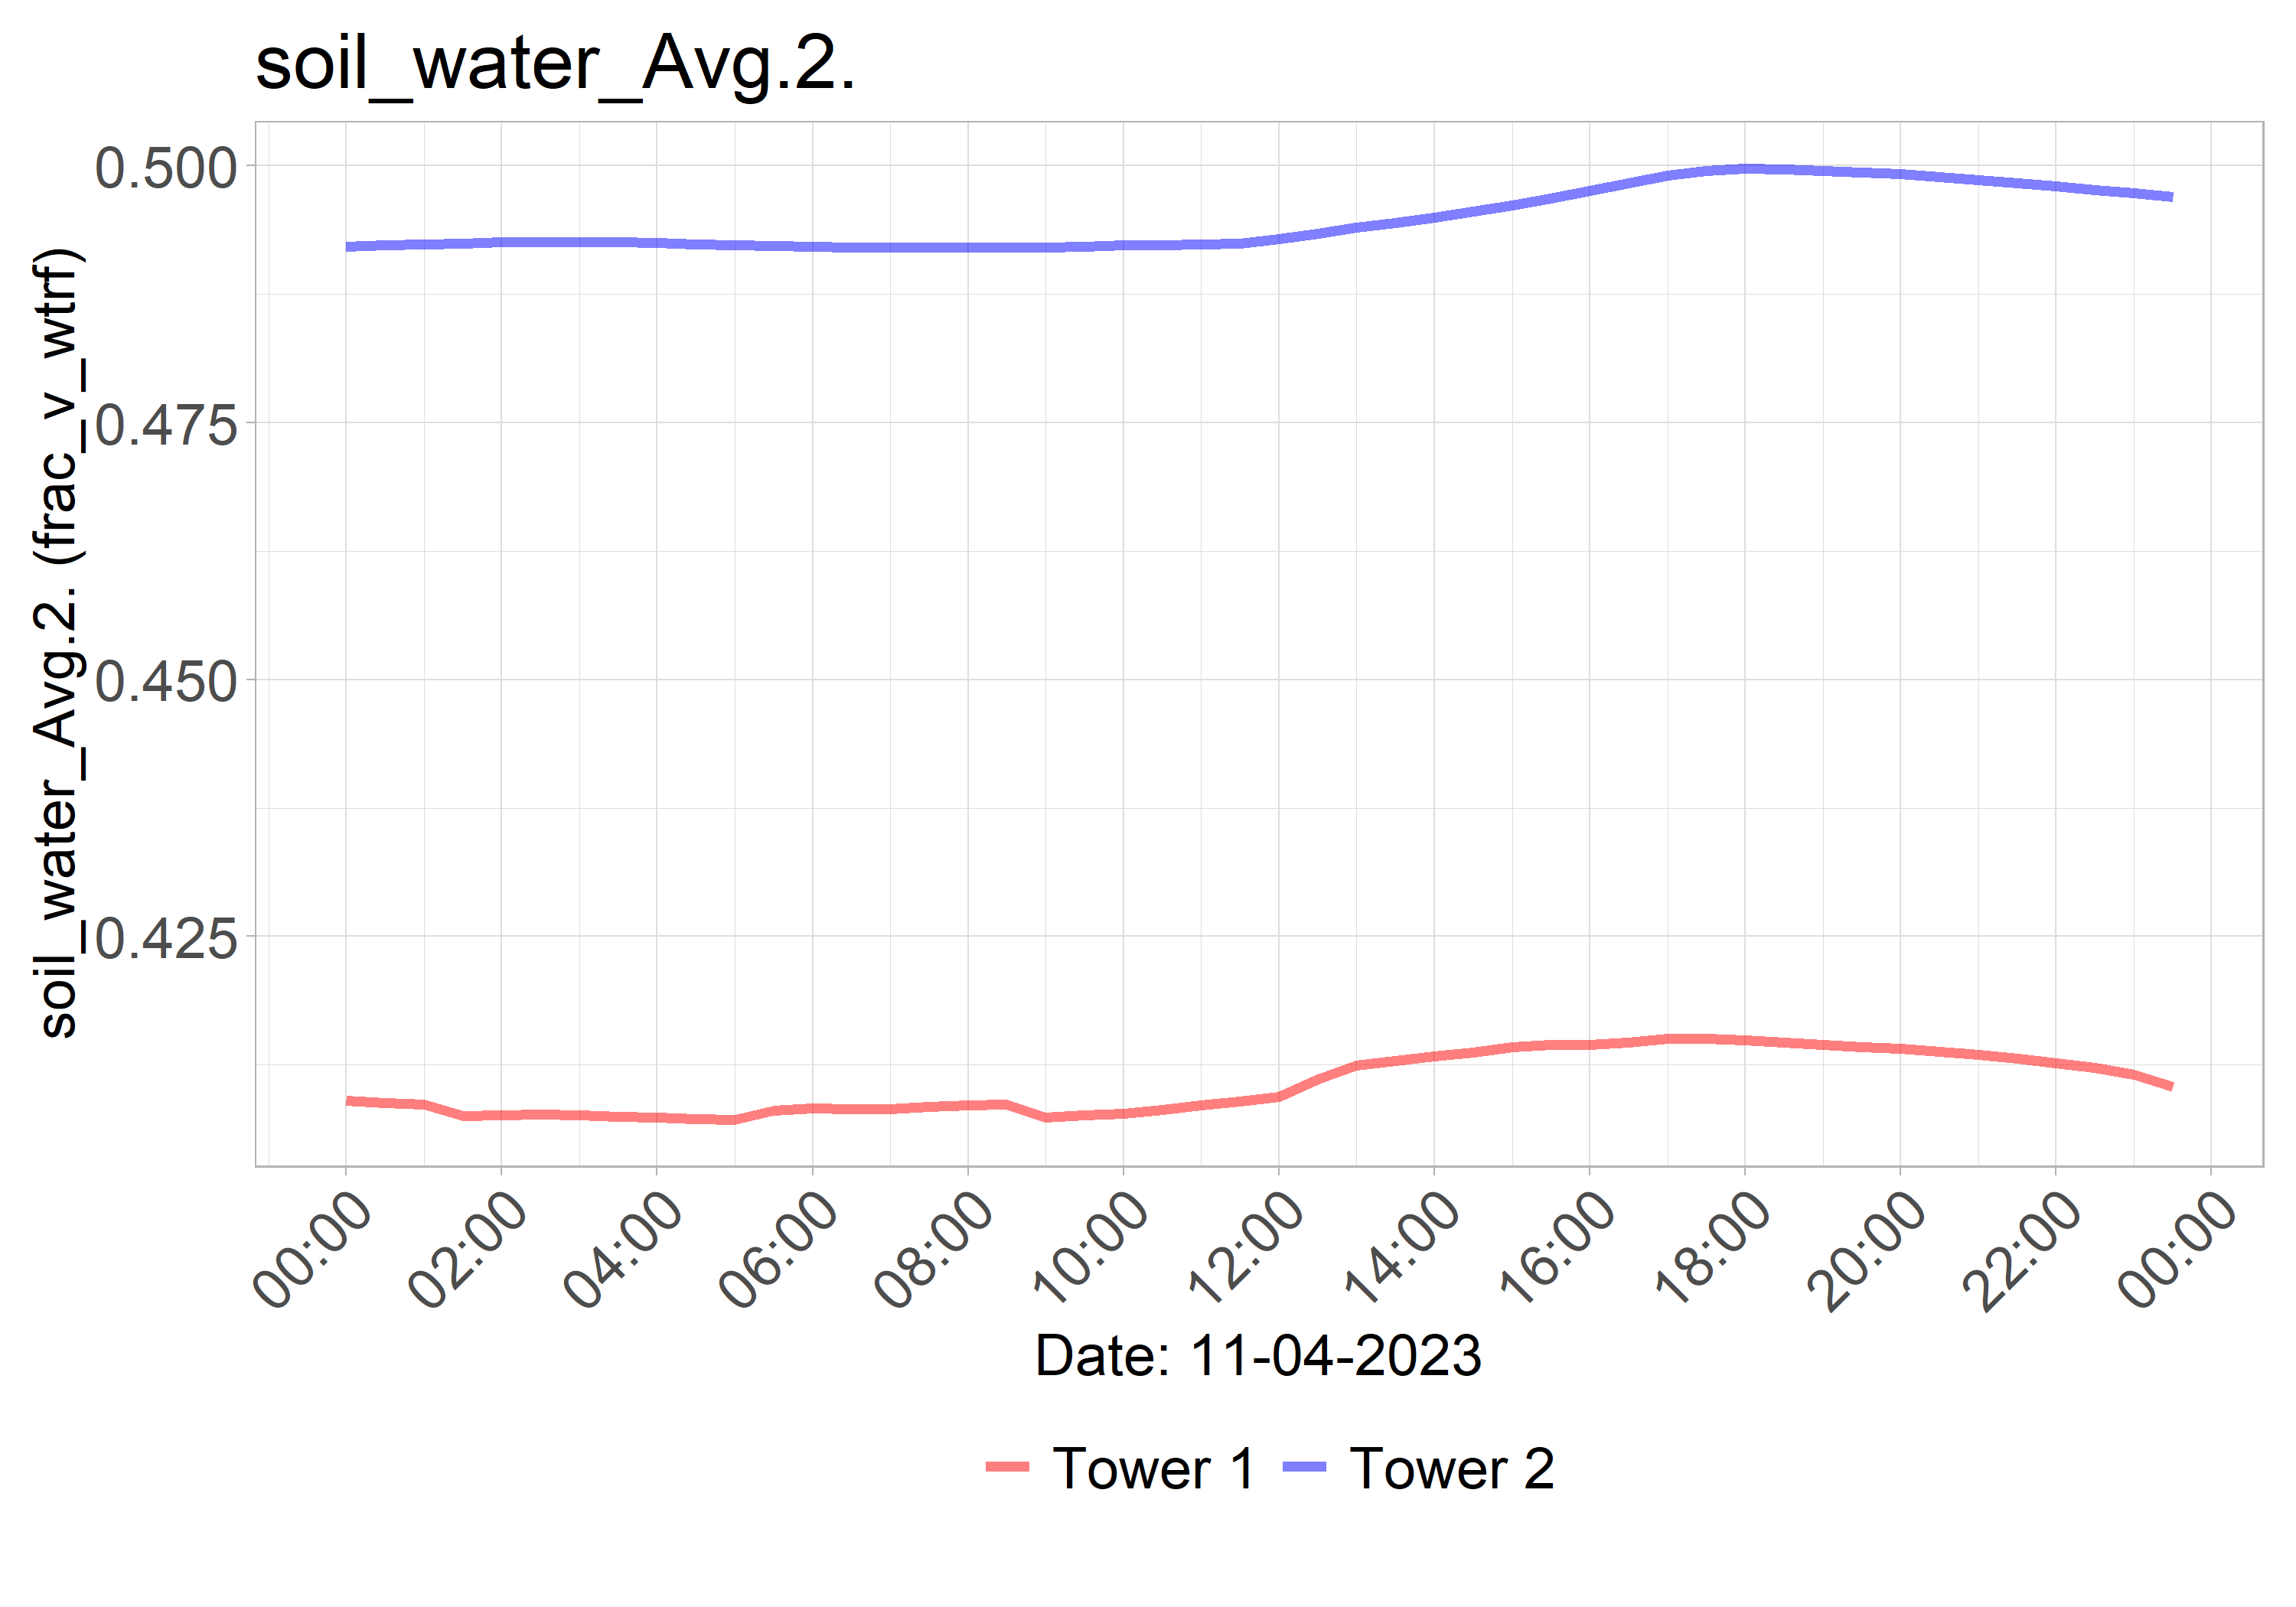 soil_water_Avg.2.
soil_water_Avg.2. (frac_v_wtrf)
0.500
0.475
0.450
0.425
00:00 02:00 04:00 06:00 08:00 10:00 12:00 14:00 16:00 18:00 20:00 22:00 00:00
Date: 11-04-2023
Tower 1 Tower 2